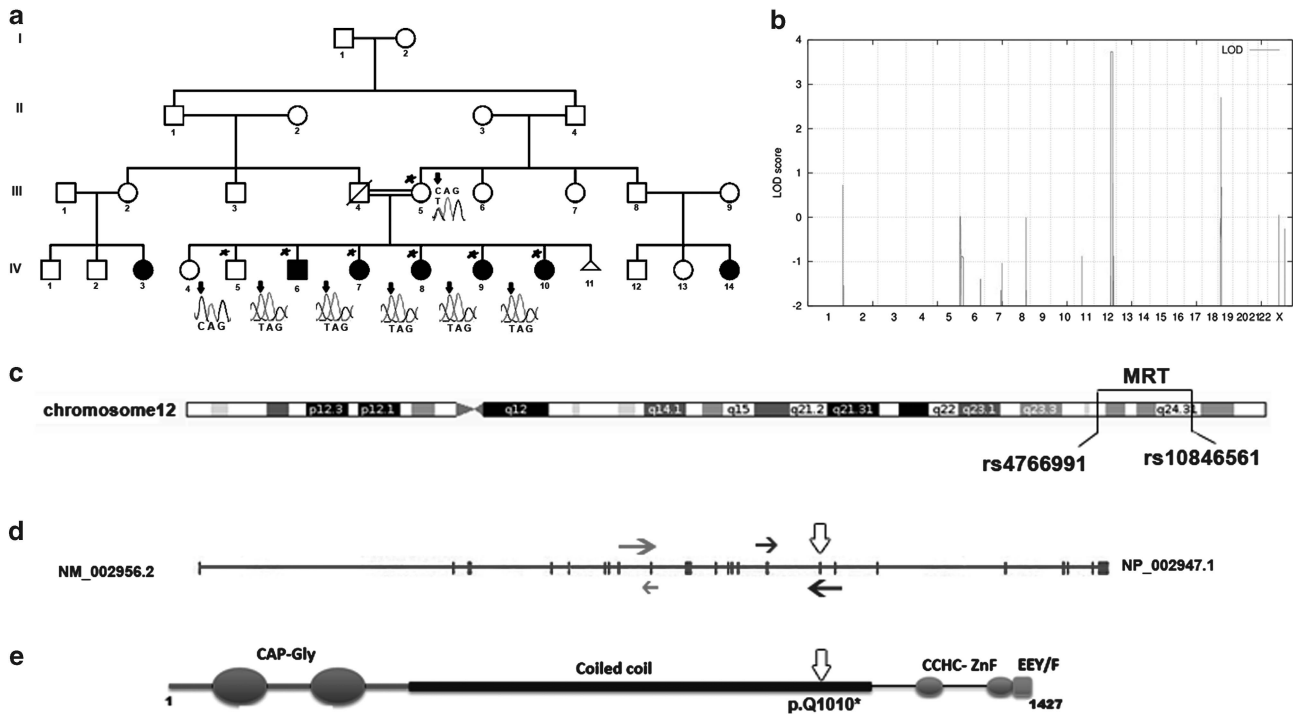 a
I
1 2
II
1 2 3 4
III
1 2 3 4 5 6 7 8 9
C A G
T
IV
1 2 3 4 5 6 7 8 9 10 11 12 13 14
C A G
T A G
T A G
T A G
T A G
T A G
b
LOD
LOD score
4
3
2
1
0
-1
-2
1 2 3 4 5 6 7 8 9 10 11 12 13 14 15 16 17 18 19 20 21 22 X
c
MRT
chromosome12
p12.3 p12.1 q12 q14.1 q15 q21.2 q21.31 q22 q23.1 q23.3 q24.31
rs4766991
rs10846561
d
NM_002956.2
NP_002947.1
e
CAP-Gly
Coiled coil
CCHC- ZnF
EEY/F
1
p.Q1010*
1427